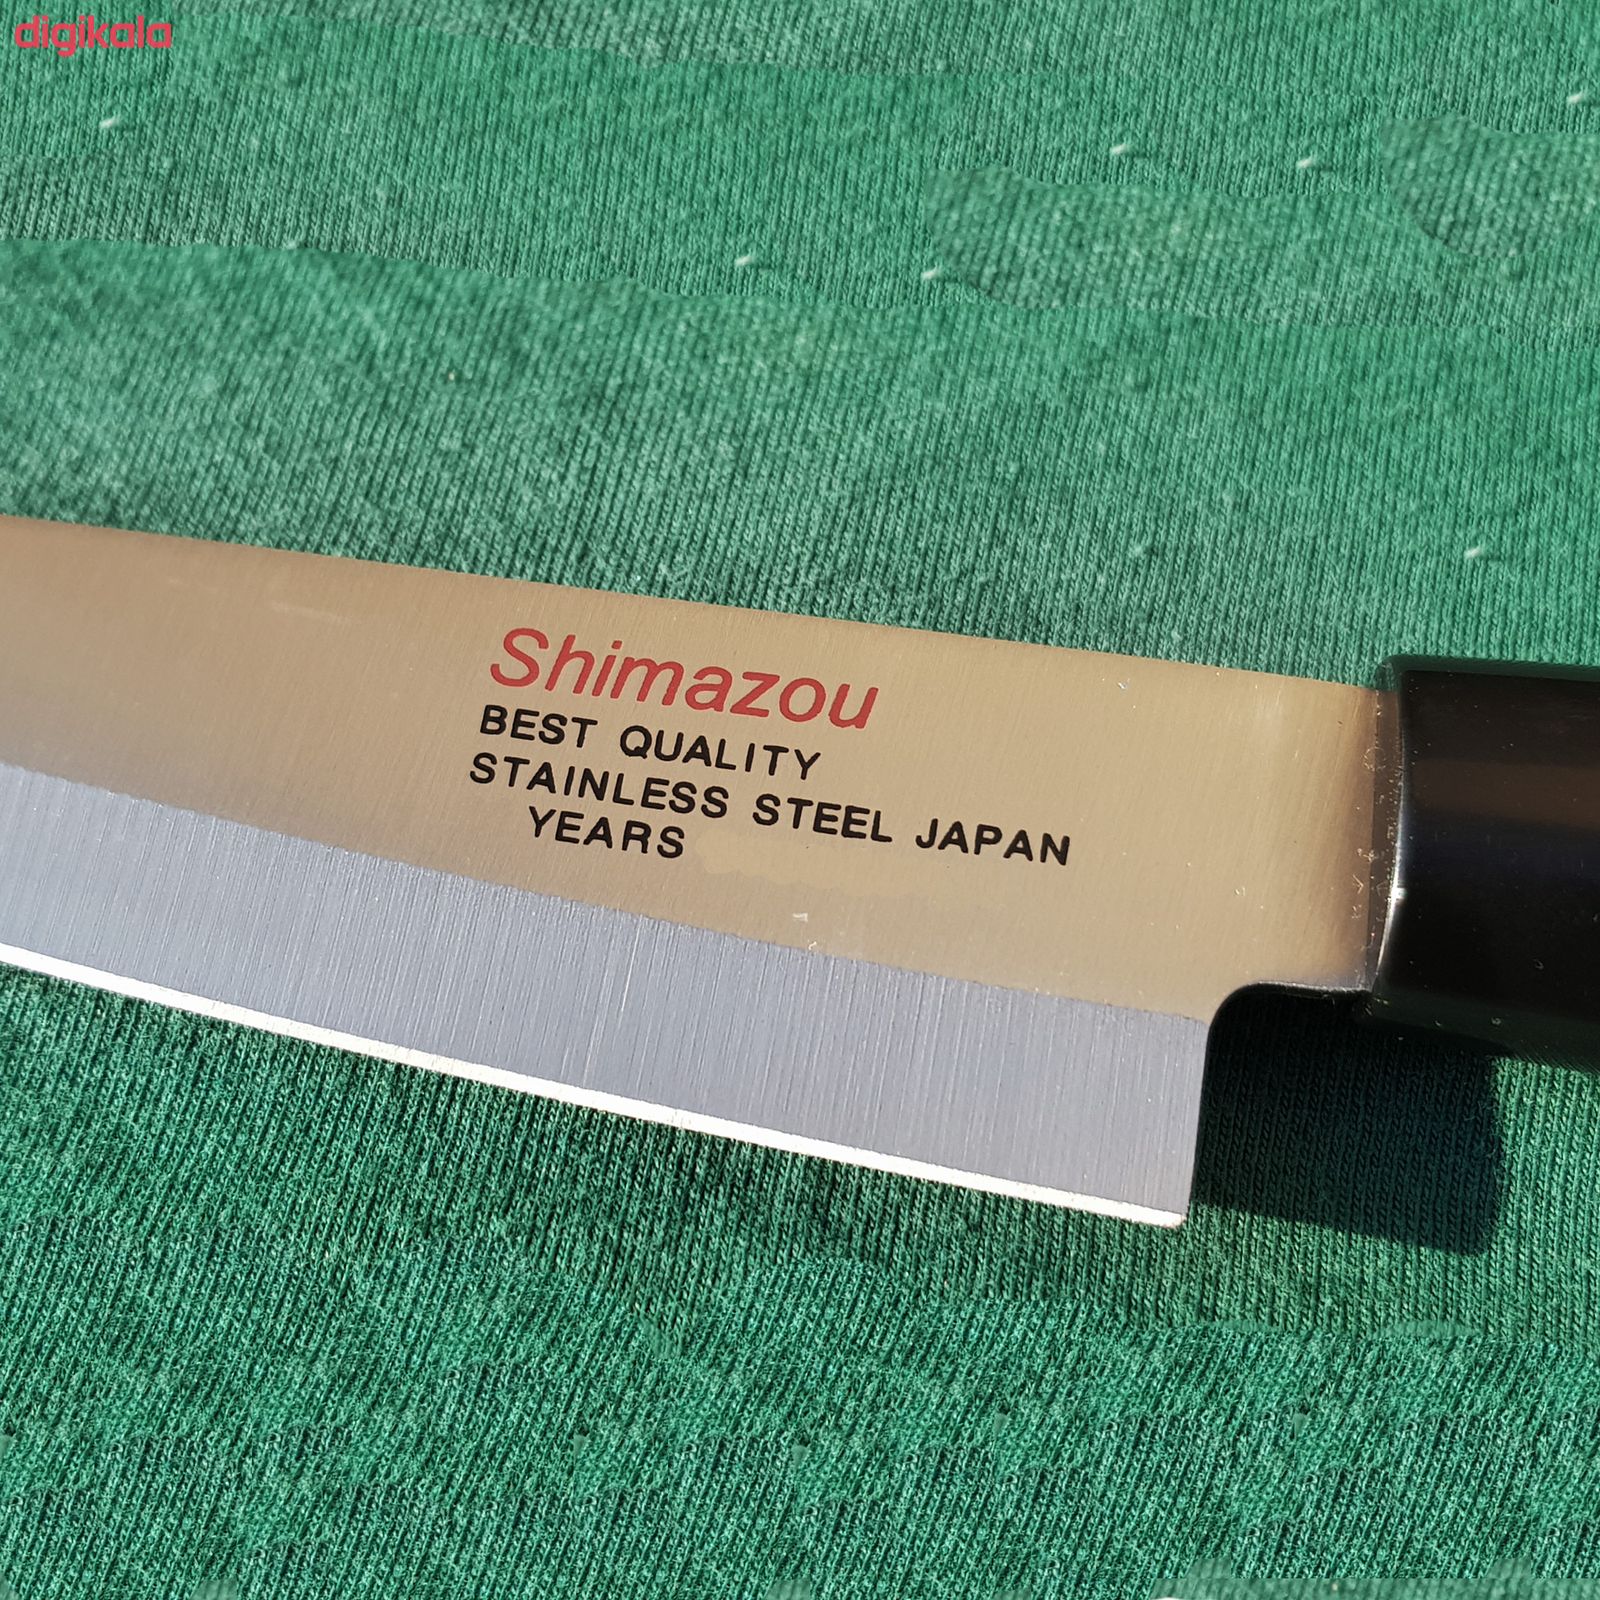 digikala
Shimazou
BEST QUALITY
STAINLESS STEEL JAPAN
YEARS